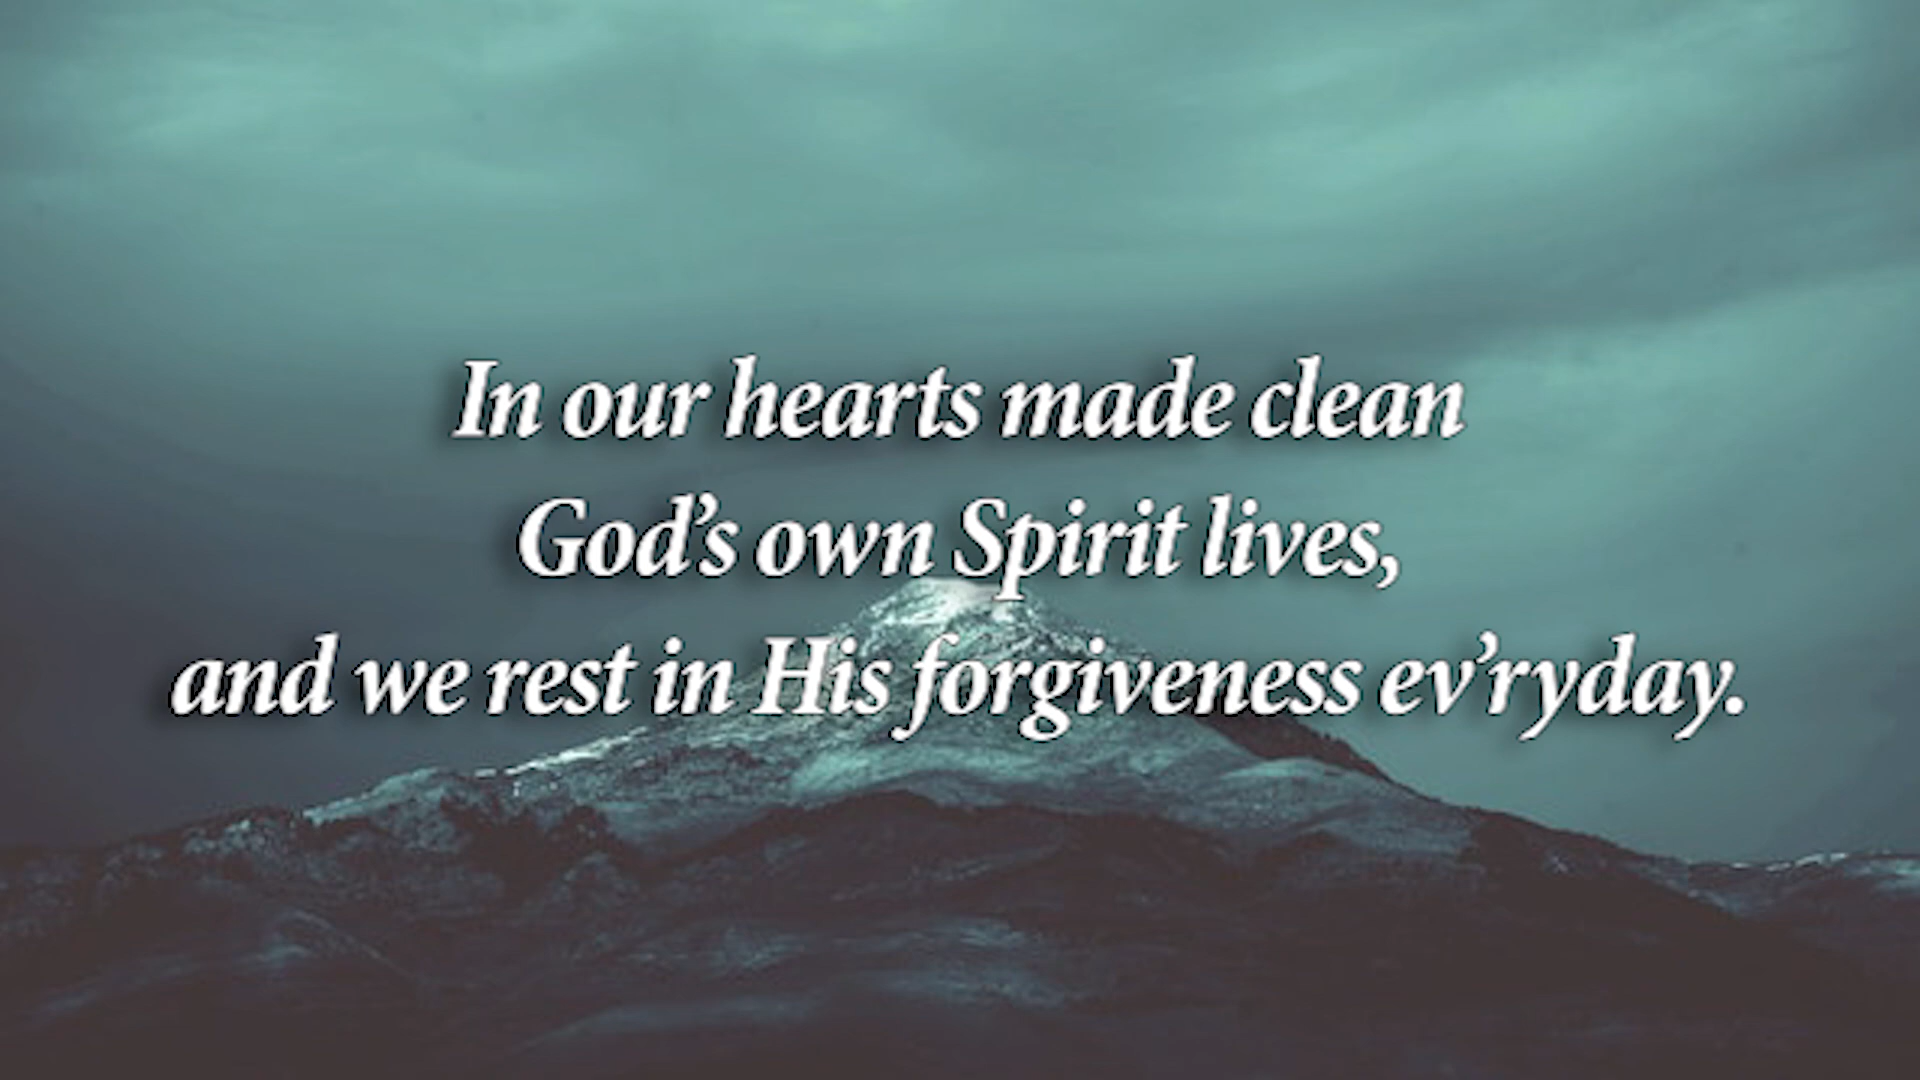 In our hearts made clean
God’s own Spirit lives,
and we rest in His forgiveness ev’ryday.